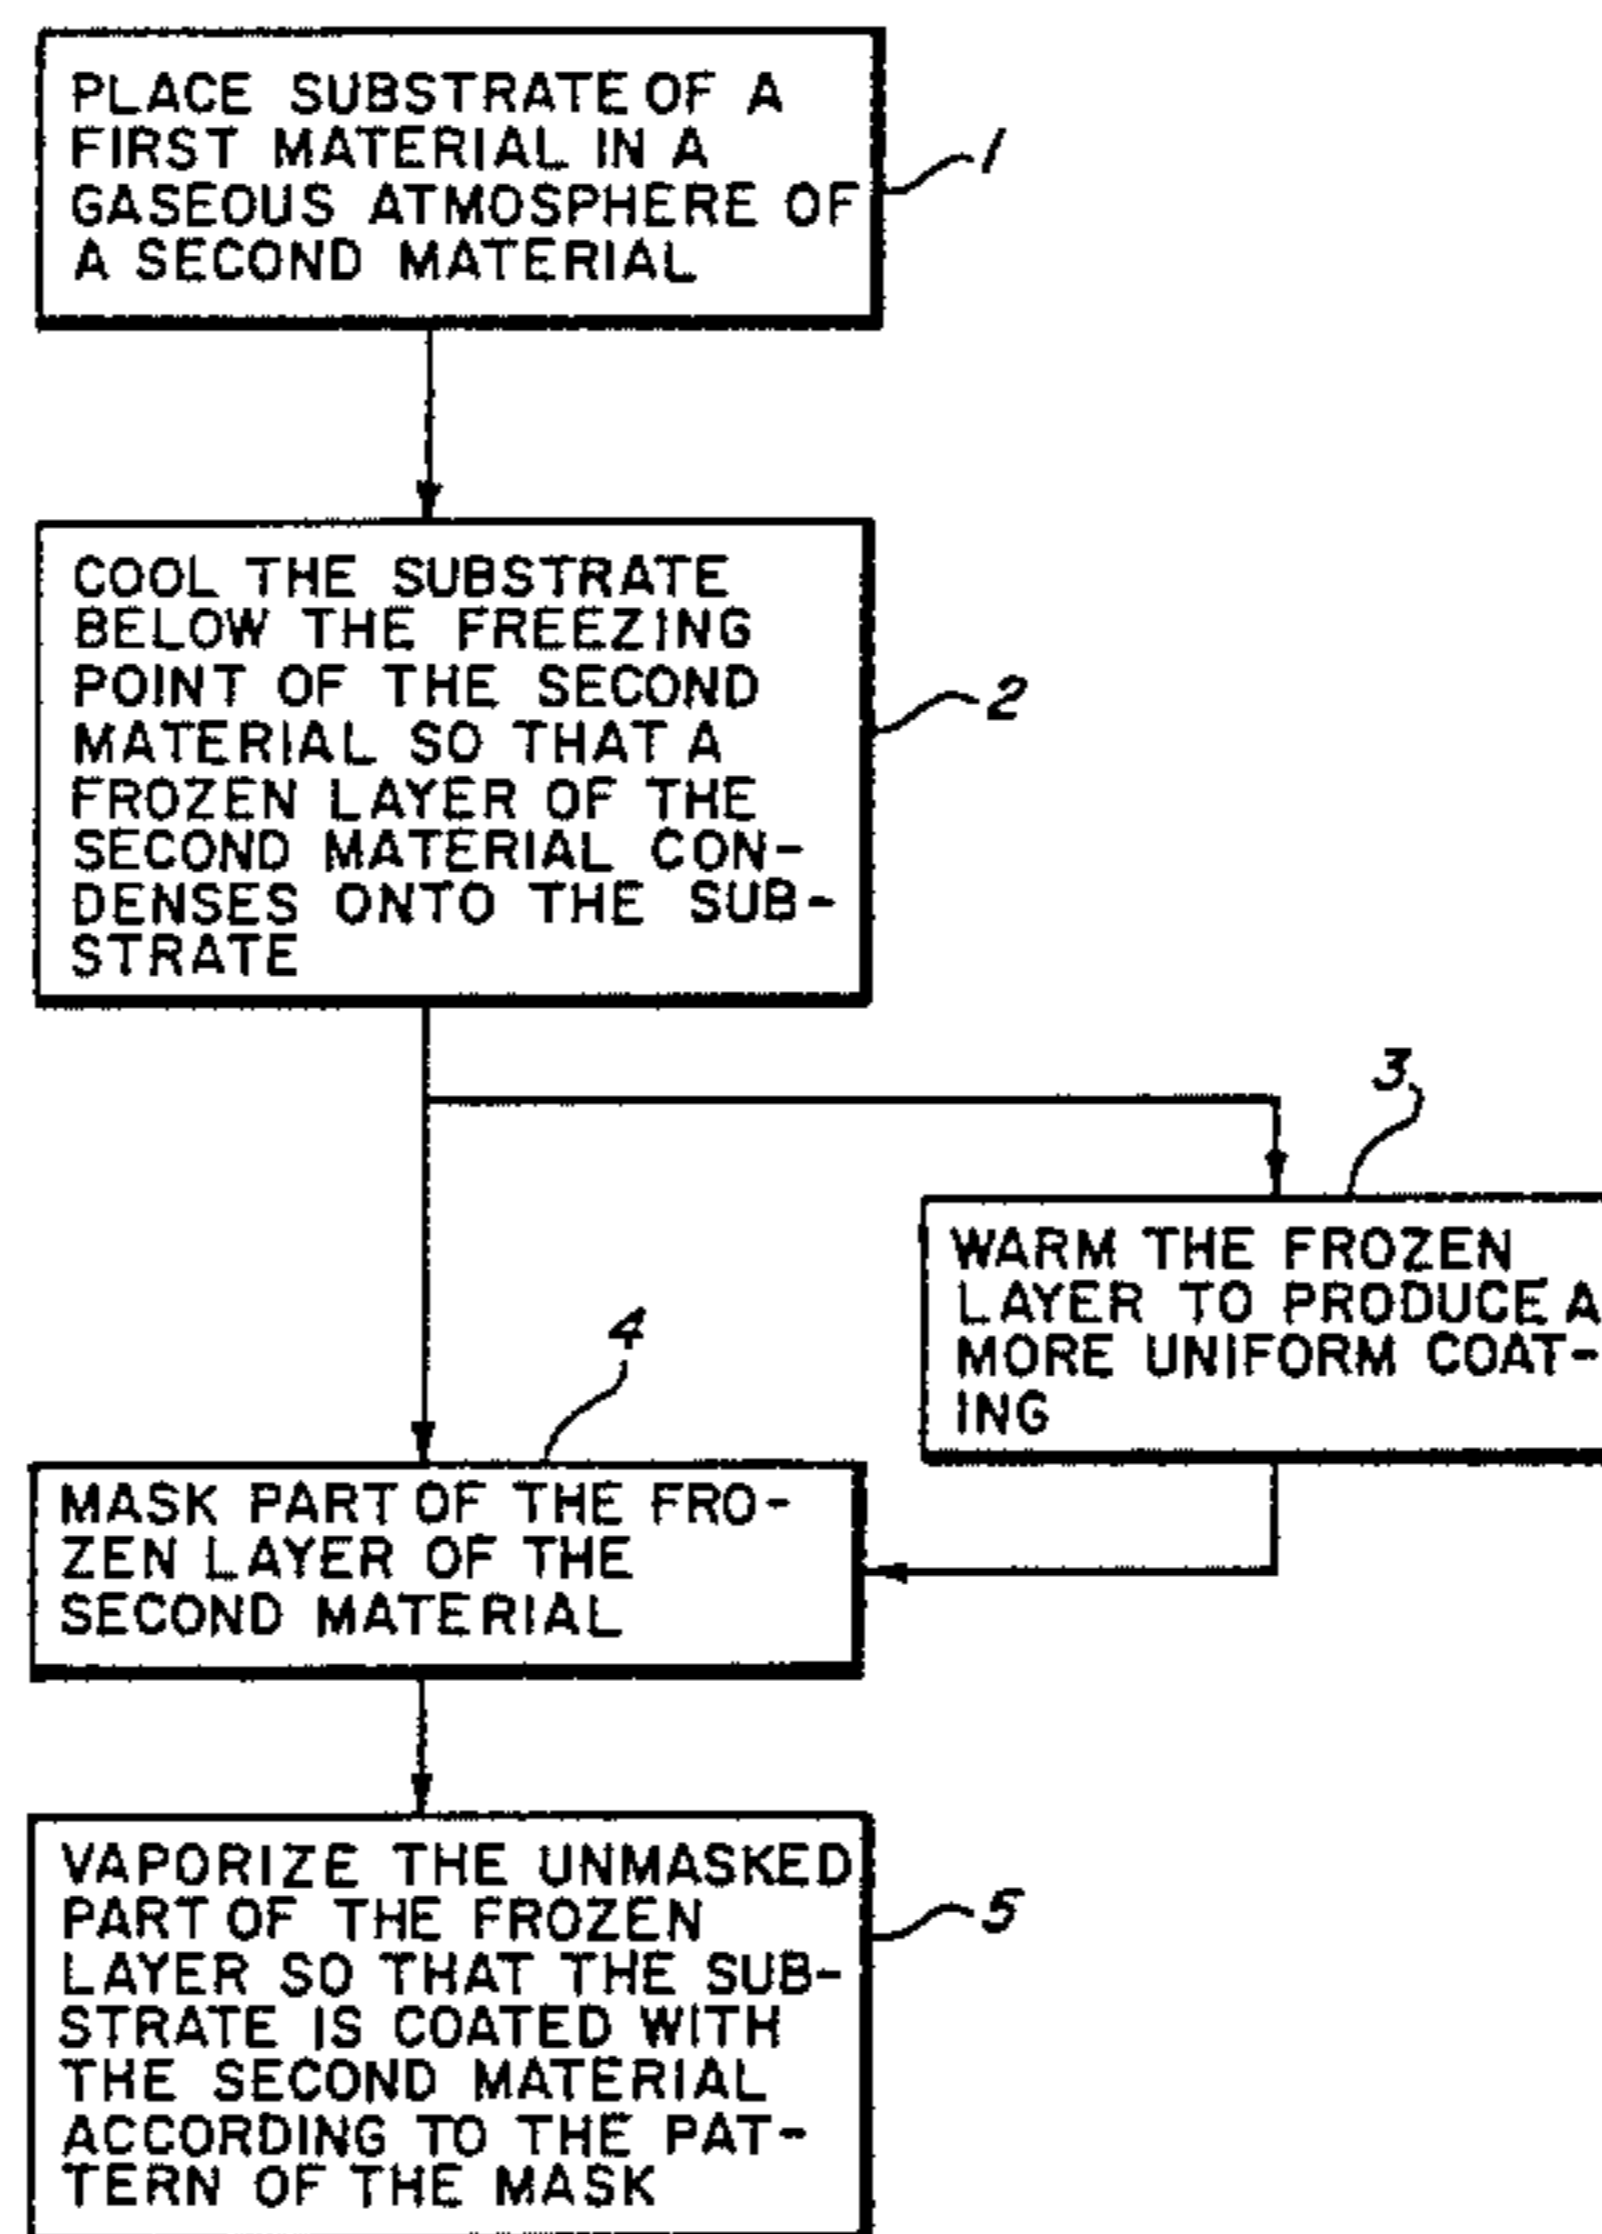 PLACE SUBSTRATE OF A
FIRST MATERIAL IN A
GASEOUS ATMOSPHERE OF
A SECOND MATERIAL
1
COOL THE SUBSTRATE
BELOW THE FREEZING
POINT OF THE SECOND
MATERIAL SO THAT A
FROZEN LAYER OF THE
SECOND MATERIAL CON-
DENSES ONTO THE SUB-
STRATE
2
3
WARM THE FROZEN
LAYER TO PRODUCE A
MORE UNIFORM COAT-
ING
4
MASK PART OF THE FRO-
ZEN LAYER OF THE
SECOND MATERIAL
VAPORIZE THE UNMASKED
PART OF THE FROZEN
LAYER SO THAT THE SUB-
STRATE IS COATED WITH
THE SECOND MATERIAL
ACCORDING TO THE PAT-
TERN OF THE MASK
5